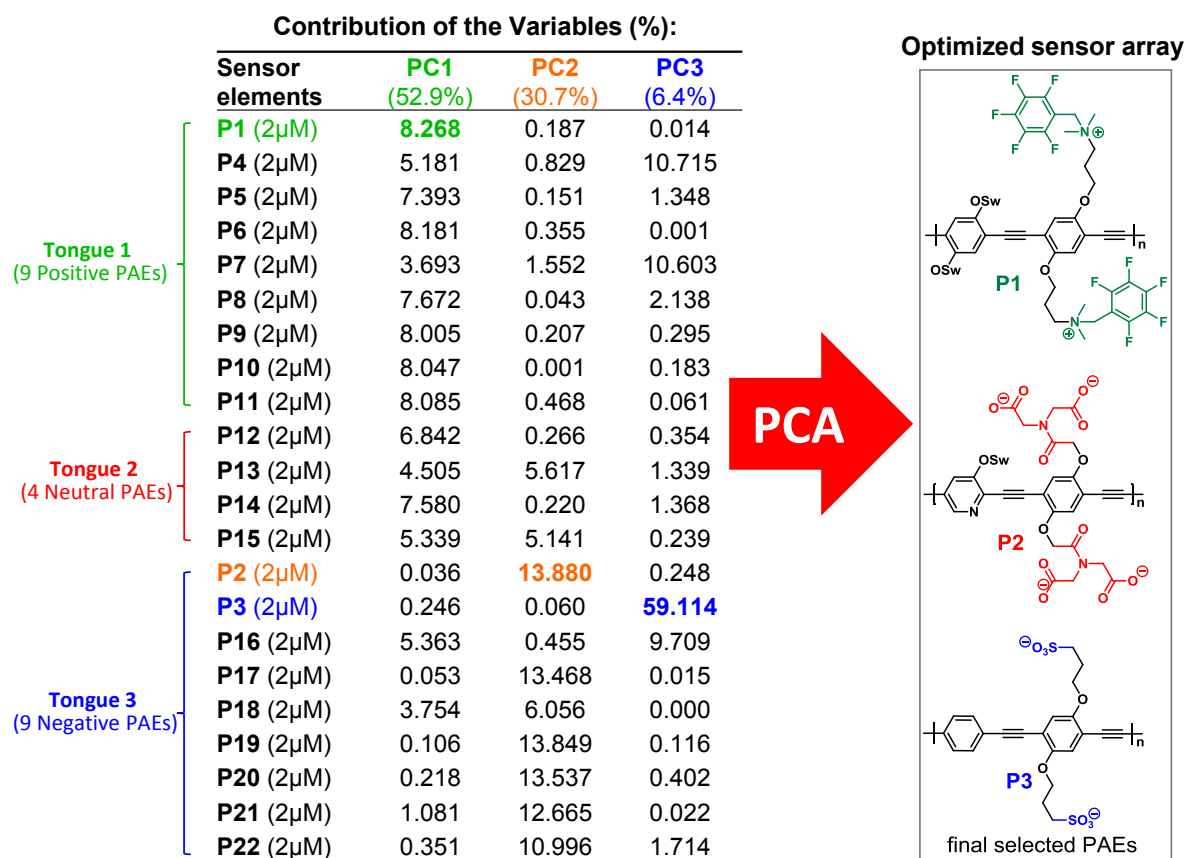 Contribution of the Variables (%):
Sensor elements PC1 (52.9%) PC2 (30.7%) PC3 (6.4%)
P1 (2µM) 8.268 0.187 0.014
P4 (2µM) 5.181 0.829 10.715
P5 (2µM) 7.393 0.151 1.348
P6 (2µM) 8.181 0.355 0.001
P7 (2µM) 3.693 1.552 10.603
P8 (2µM) 7.672 0.043 2.138
P9 (2µM) 8.005 0.207 0.295
P10 (2µM) 8.047 0.001 0.183
P11 (2µM) 8.085 0.468 0.061
P12 (2µM) 6.842 0.266 0.354
P13 (2µM) 4.505 5.617 1.339
P14 (2µM) 7.580 0.220 1.368
P15 (2µM) 5.339 5.141 0.239
P2 (2µM) 0.036 13.880 0.248
P3 (2µM) 0.246 0.060 59.114
P16 (2µM) 5.363 0.455 9.709
P17 (2µM) 0.053 13.468 0.015
P18 (2µM) 3.754 6.056 0.000
P19 (2µM) 0.106 13.849 0.116
P20 (2µM) 0.218 13.537 0.402
P21 (2µM) 1.081 12.665 0.022
P22 (2µM) 0.351 10.996 1.714
Tongue 1
(9 Positive PAEs)
Tongue 2
(4 Neutral PAEs)
Tongue 3
(9 Negative PAEs)
PCA
Optimized sensor array
F F F F F
N ⊕
O
OSw
OSw
n
O
P1
N ⊕
F F F F F
O ⊖ O O O ⊖
N
O O
OSw
N
n
O
P2
O
O N O
⊖ O O ⊖
O
⊖ O₃S
O
n
O
P3
SO₃ ⊖
final selected PAEs